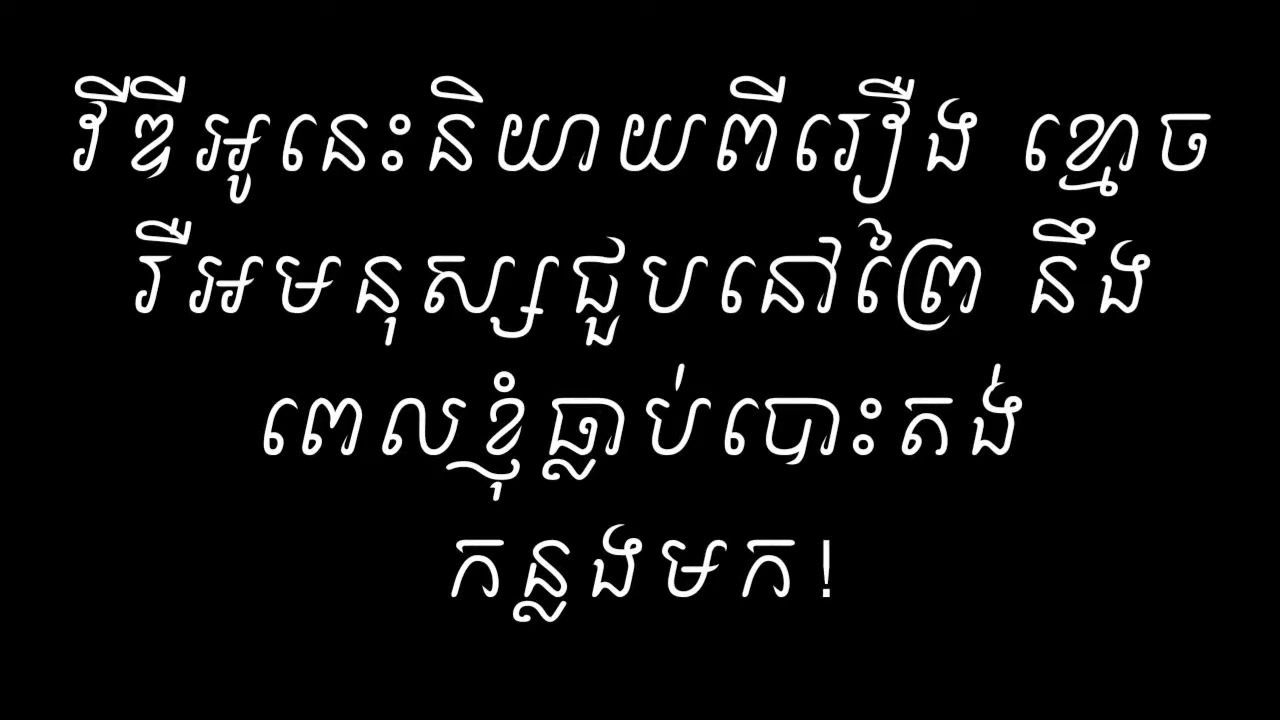 វីឌីអូនេះនិយាយពីរឿង ខ្មោច
រឺអមនុស្សជួបនៅព្រៃ នឹង
ពេលខ្ញុំធ្លាប់បោះតង់
កន្លងមក!